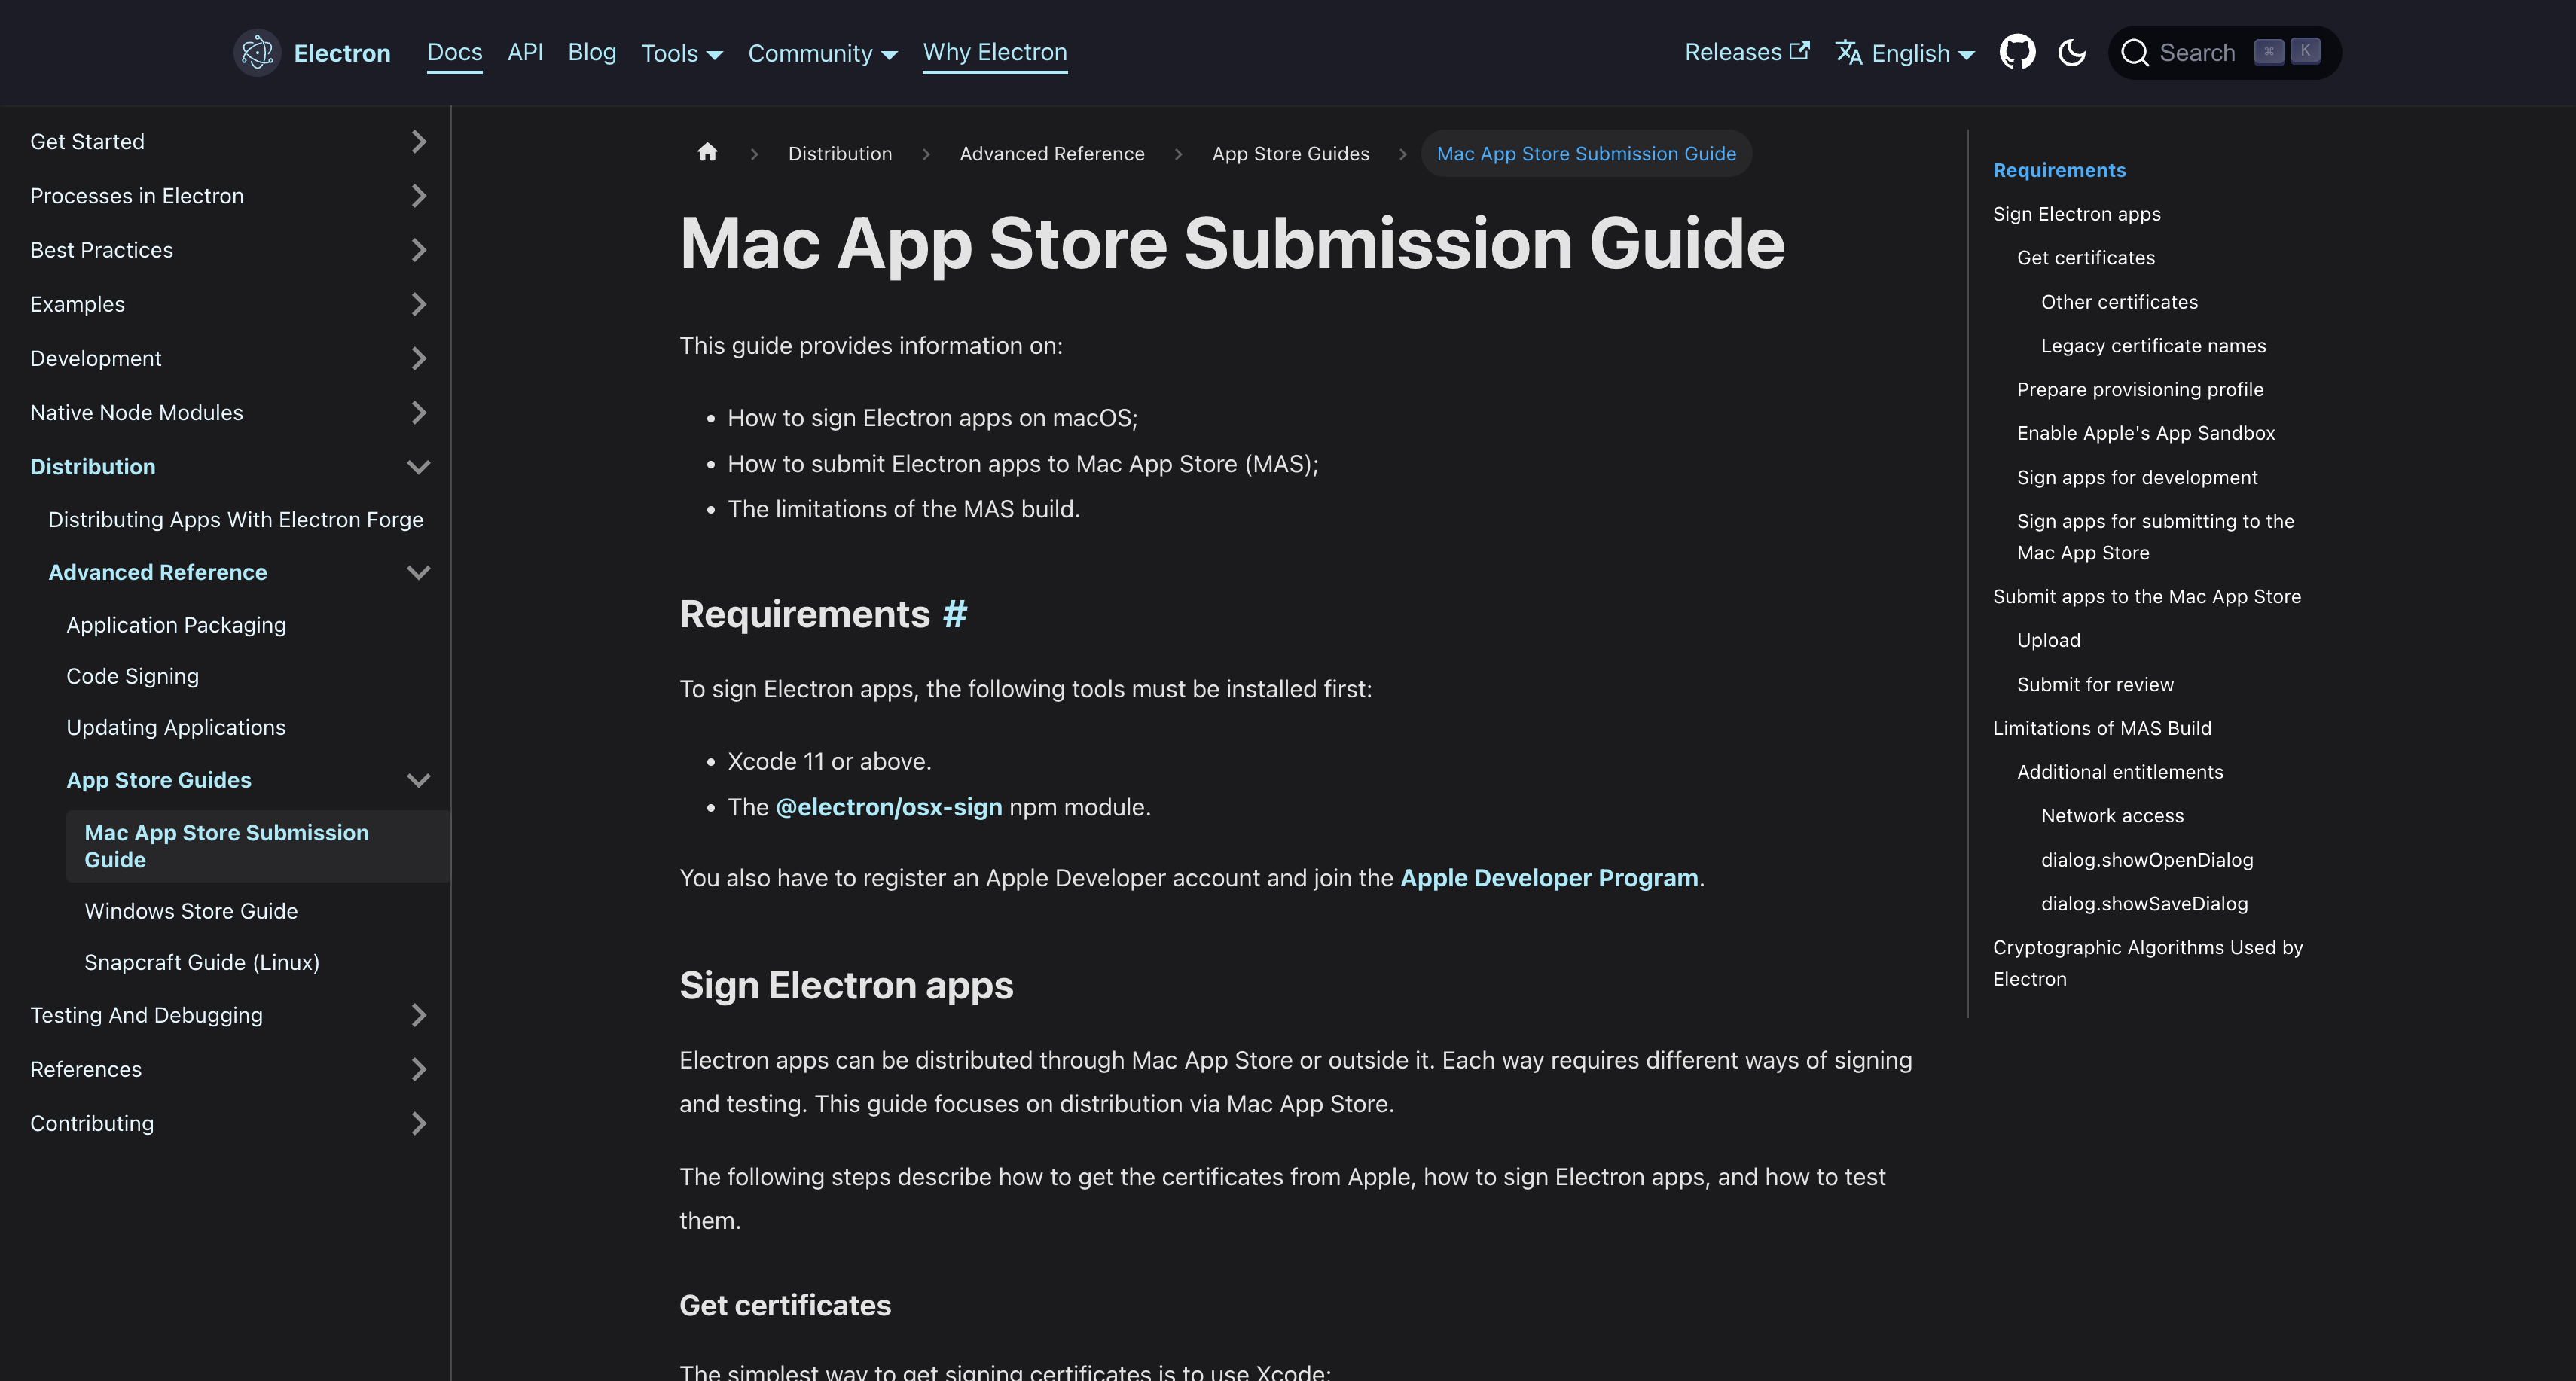 Electron
Docs
API
Blog
Tools
Community
Why Electron
Releases
English
Search
⌘
K
Get Started
Processes in Electron
Best Practices
Examples
Development
Native Node Modules
Distribution
Distributing Apps With Electron Forge
Advanced Reference
Application Packaging
Code Signing
Updating Applications
App Store Guides
Mac App Store Submission
Guide
Windows Store Guide
Snapcraft Guide (Linux)
Testing And Debugging
References
Contributing
Distribution
Advanced Reference
App Store Guides
Mac App Store Submission Guide
Mac App Store Submission Guide
This guide provides information on:
• How to sign Electron apps on macOS;
• How to submit Electron apps to Mac App Store (MAS);
• The limitations of the MAS build.
Requirements #
To sign Electron apps, the following tools must be installed first:
• Xcode 11 or above.
• The @electron/osx-sign npm module.
You also have to register an Apple Developer account and join the Apple Developer Program.
Sign Electron apps
Electron apps can be distributed through Mac App Store or outside it. Each way requires different ways of signing
and testing. This guide focuses on distribution via Mac App Store.
The following steps describe how to get the certificates from Apple, how to sign Electron apps, and how to test
them.
Get certificates
The simplest way to get signing certificates is to use Xcode:
Requirements
Sign Electron apps
Get certificates
Other certificates
Legacy certificate names
Prepare provisioning profile
Enable Apple's App Sandbox
Sign apps for development
Sign apps for submitting to the
Mac App Store
Submit apps to the Mac App Store
Upload
Submit for review
Limitations of MAS Build
Additional entitlements
Network access
dialog.showOpenDialog
dialog.showSaveDialog
Cryptographic Algorithms Used by
Electron